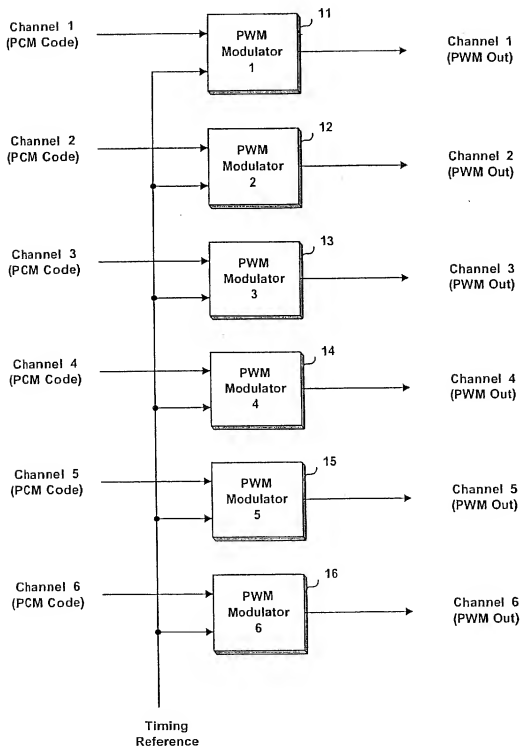 Channel 1
(PCM Code)
PWM
Modulator
1
11
Channel 1
(PWM Out)
Channel 2
(PCM Code)
PWM
Modulator
2
12
Channel 2
(PWM Out)
Channel 3
(PCM Code)
PWM
Modulator
3
13
Channel 3
(PWM Out)
Channel 4
(PCM Code)
PWM
Modulator
4
14
Channel 4
(PWM Out)
Channel 5
(PCM Code)
PWM
Modulator
5
15
Channel 5
(PWM Out)
Channel 6
(PCM Code)
PWM
Modulator
6
16
Channel 6
(PWM Out)
Timing
Reference